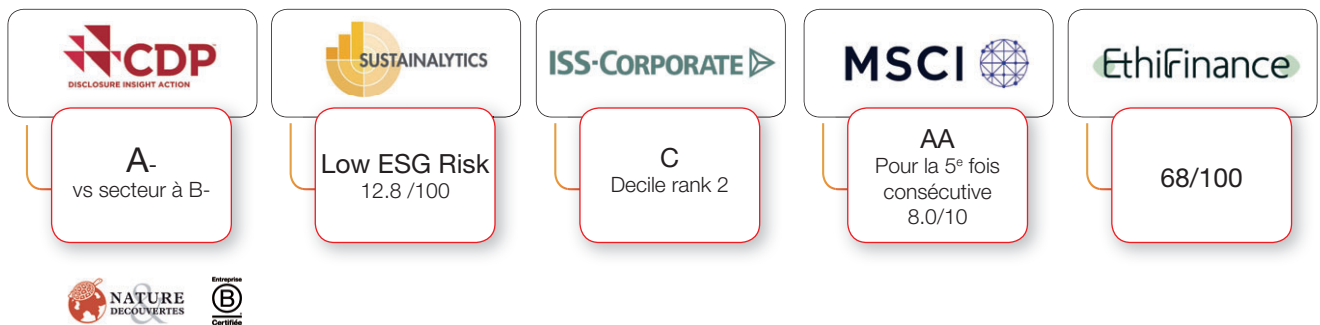 CDP
DISCLOSURE INSIGHT ACTION
A-
vs secteur à B-
SUSTAINALYTICS
Low ESG Risk
12.8 /100
ISS-CORPORATE
C
Decile rank 2
MSCI
AA
Pour la 5e fois
consécutive
8.0/10
EthiFinance
68/100
NATURE
&
DECOUVERTES
Entreprise
B
Certifiée